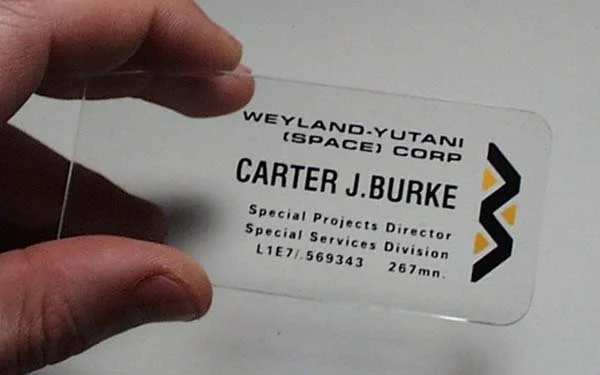 WEYLAND-YUTANI
(SPACE) CORP
CARTER J.BURKE
Special Projects Director
Special Services Division
L1E7/.569343 267mn.